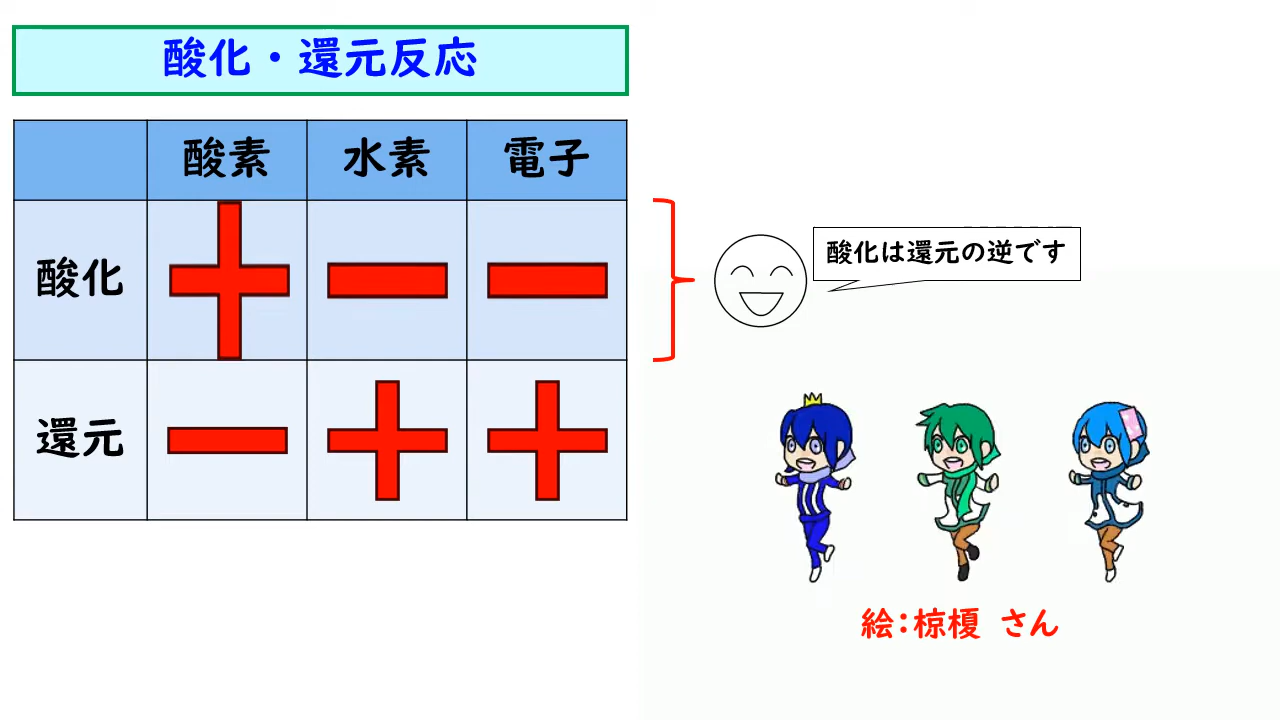 酸化・還元反応
酸素 水素 電子
酸化
還元
酸化は還元の逆です
絵：椋榎 さん